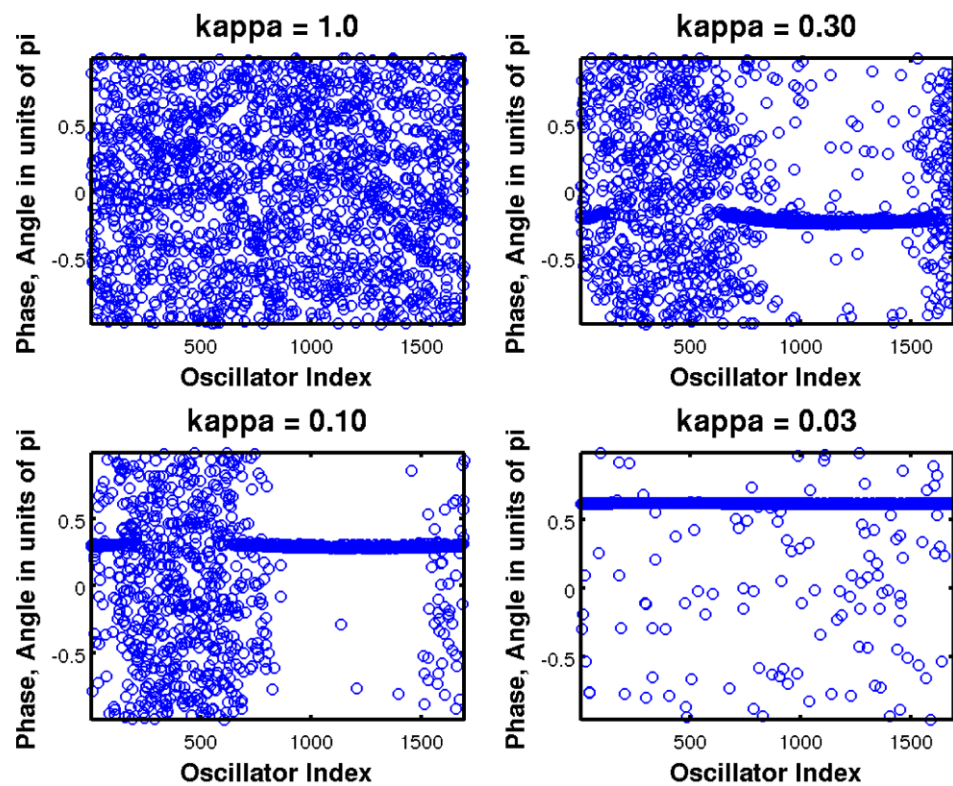 kappa = 1.0
Phase, Angle in units of pi
0.5
0
-0.5
500 1000 1500
Oscillator Index
kappa = 0.30
Phase, Angle in units of pi
0.5
0
-0.5
500 1000 1500
Oscillator Index
kappa = 0.10
Phase, Angle in units of pi
0.5
0
-0.5
500 1000 1500
Oscillator Index
kappa = 0.03
Phase, Angle in units of pi
0.5
0
-0.5
500 1000 1500
Oscillator Index